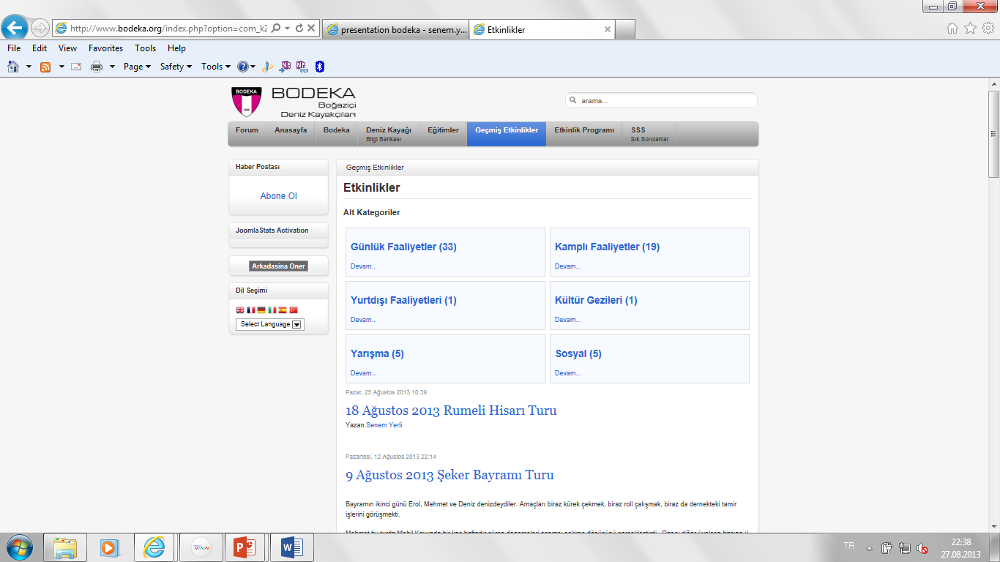 http://www.bodeka.org/index.php?option=com_k2
presentation bodeka - senem.y...
Etkinlikler
File Edit View Favorites Tools Help
Page Safety Tools
BODEKA
BODEKA
Boğaziçi
Deniz Kayakçıları
arama...
Forum Anasayfa Bodeka Deniz Kayağı Eğitimler Geçmiş Etkinlikler Etkinlik Programı SSS
Bilgi Bankası Sık Sorulanlar
Haber Postası
Abone Ol
JoomlaStats Activation
Arkadasina Oner
Dil Seçimi
Select Language
Geçmiş Etkinlikler
Etkinlikler
Alt Kategoriler
Günlük Faaliyetler (33)
Devam...
Kamplı Faaliyetler (19)
Devam...
Yurtdışı Faaliyetleri (1)
Devam...
Kültür Gezileri (1)
Devam...
Yarışma (5)
Devam...
Sosyal (5)
Devam...
Pazar, 25 Ağustos 2013 10:39
18 Ağustos 2013 Rumeli Hisarı Turu
Yazan Senem Yerli
Pazartesi, 12 Ağustos 2013 22:14
9 Ağustos 2013 Şeker Bayramı Turu
Bayramın ikinci günü Erol, Mehmet ve Deniz denizdeydiler. Amaçları biraz kürek çekmek, biraz roll çalışmak, biraz da dernekteki tamir
işlerini görüşmekti.
TR
22:38
27.08.2013